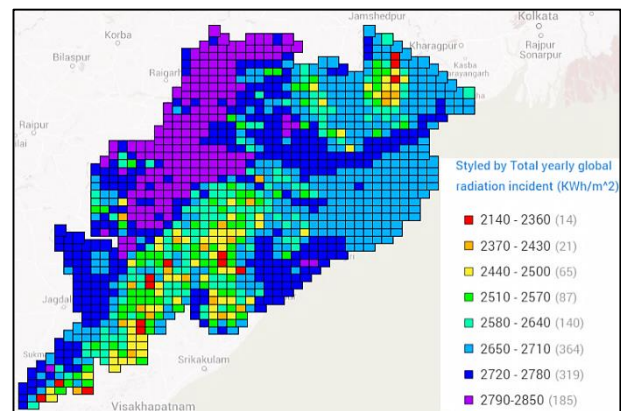 Jamshedpur
Kolkata
Korba
Kharagpur
Rajpur
Sonarpur
Bilaspur
Kasba
Narayangarh
Raigarh
Raipur
Styled by Total yearly global
radiation incident (KWh/m^2)
2140 - 2360 (14)
2370 - 2430 (21)
2440 - 2500 (65)
2510 - 2570 (87)
2580 - 2640 (140)
2650 - 2710 (364)
2720 - 2780 (319)
2790-2850 (185)
Jagdal
Srikakulam
Visakhapatnam